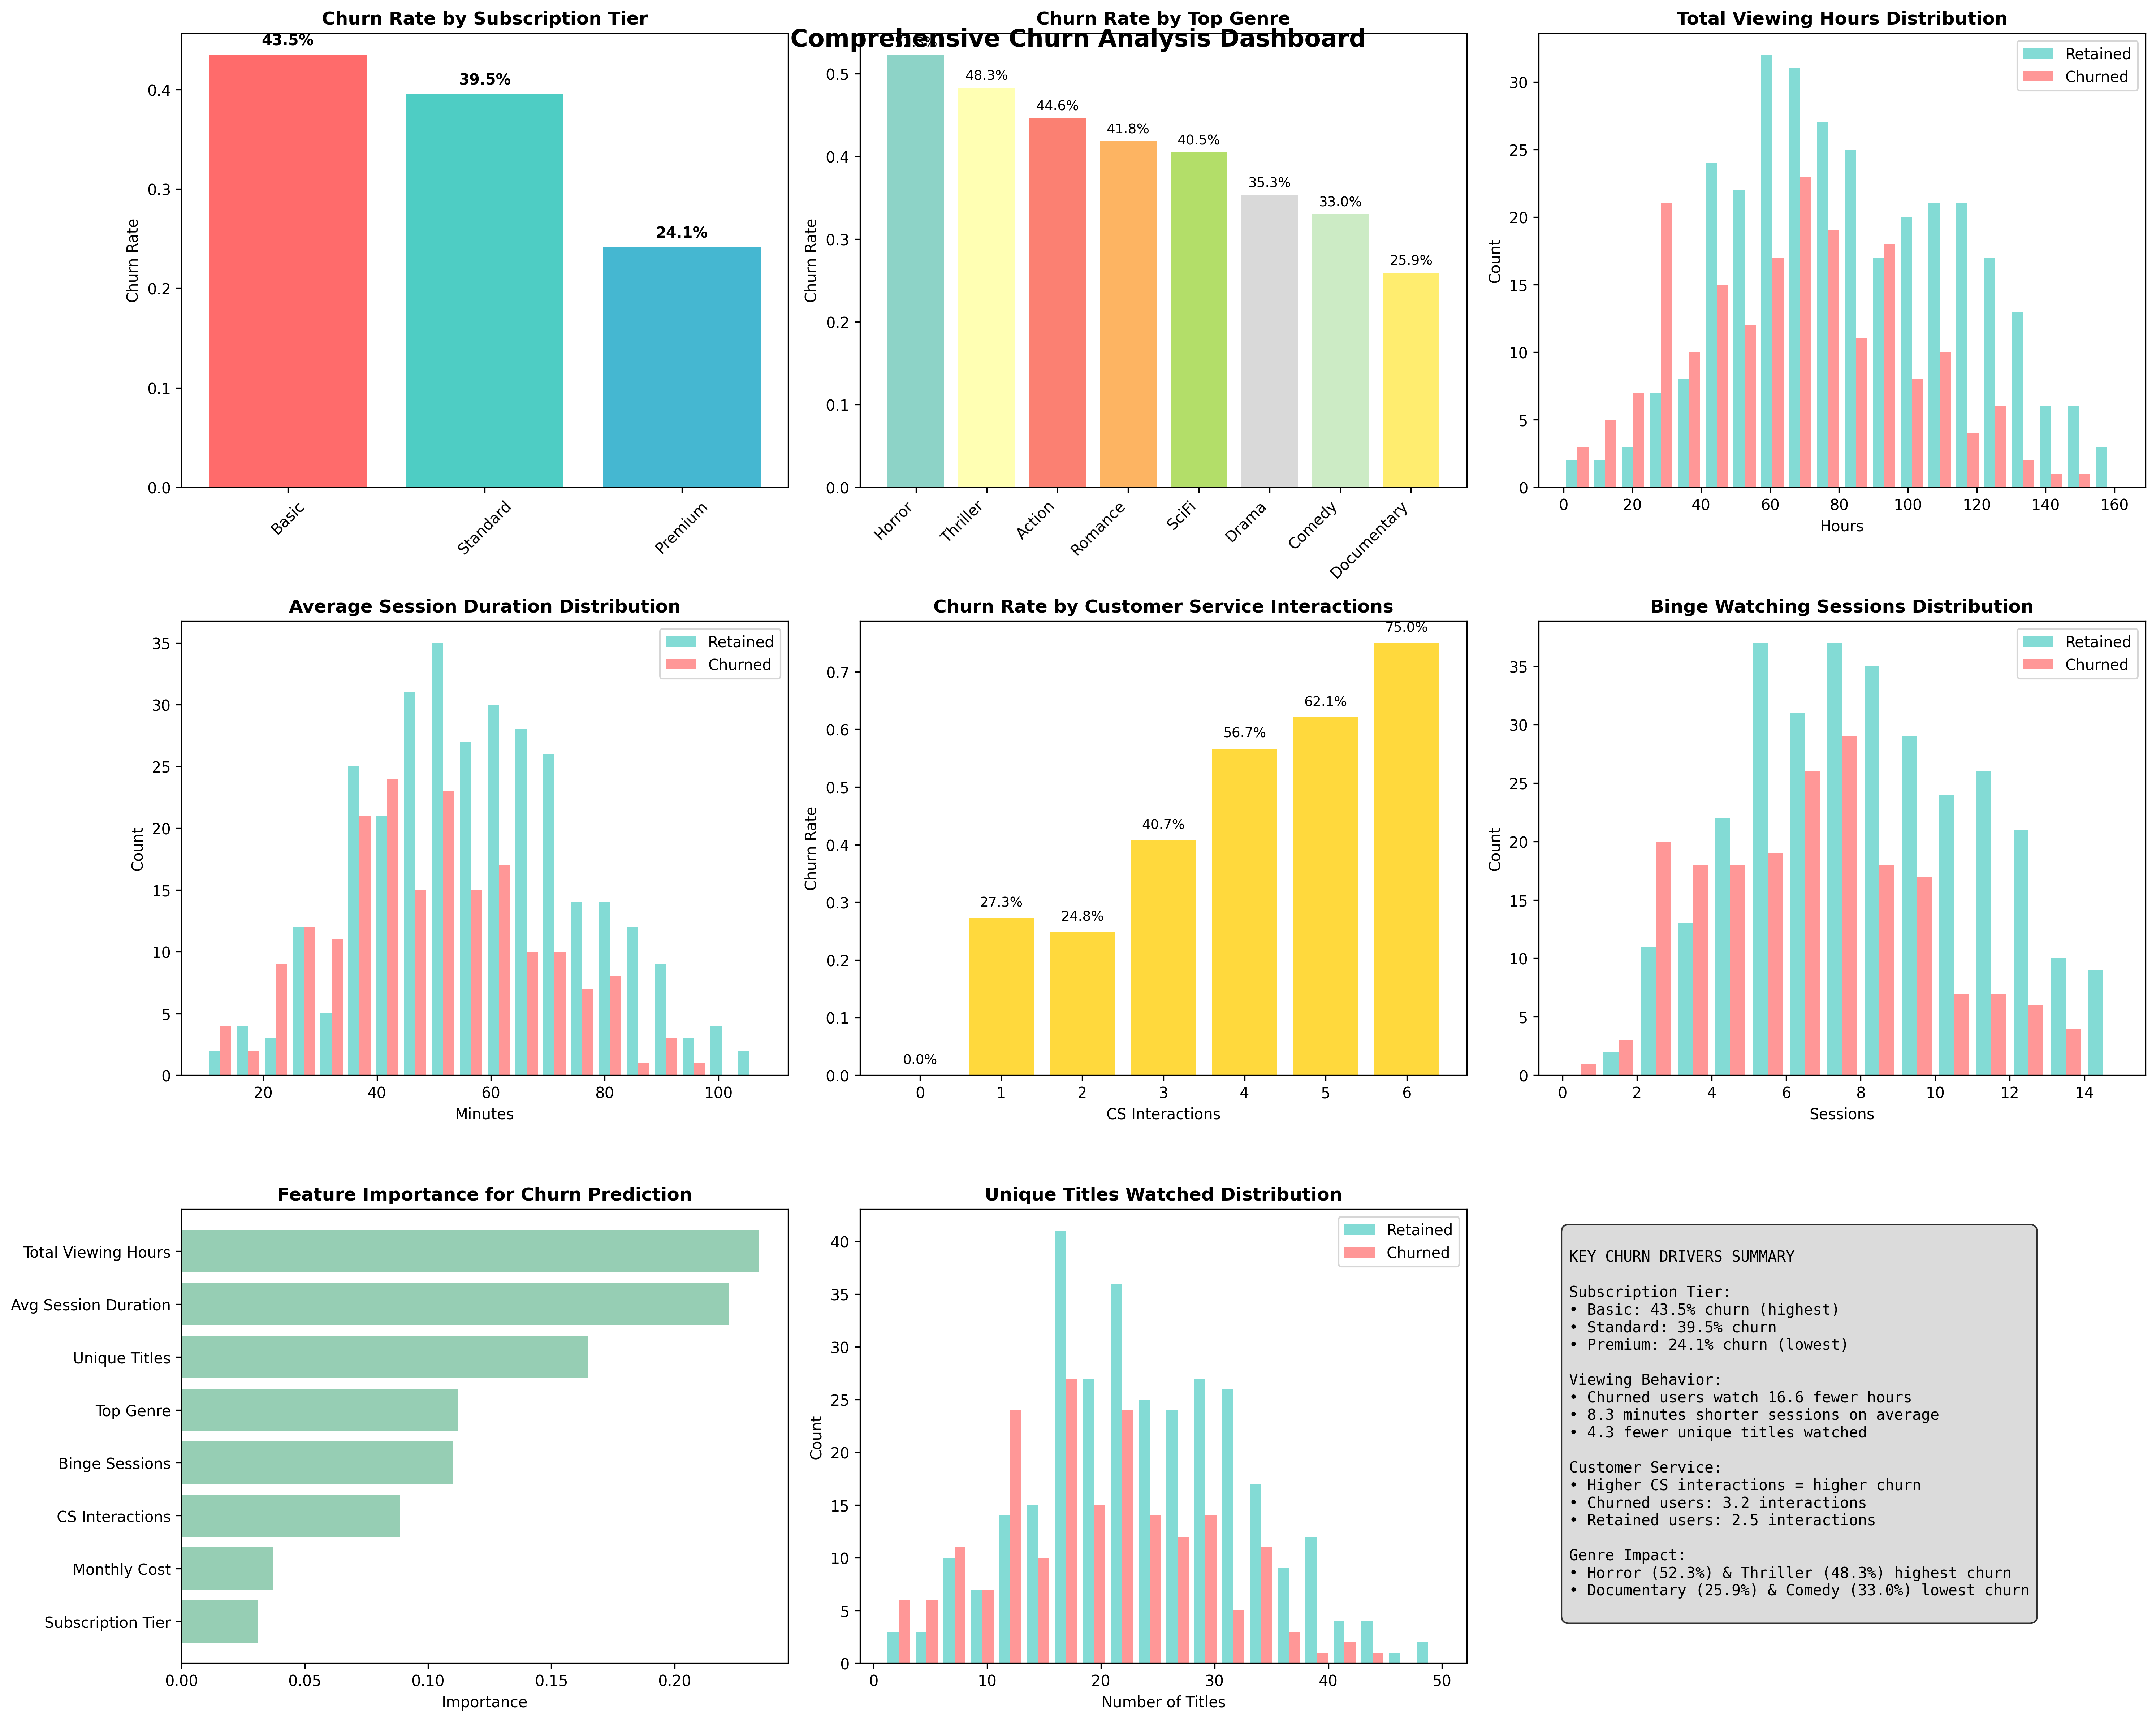 Comprehensive Churn Analysis Dashboard
Churn Rate by Subscription Tier
Churn Rate
0.4
0.3
0.2
0.1
0.0
43.5%
39.5%
24.1%
Basic
Standard
Premium
Churn Rate by Top Genre
Churn Rate
0.5
0.4
0.3
0.2
0.1
0.0
48.3%
44.6%
41.8%
40.5%
35.3%
33.0%
25.9%
Horror
Thriller
Action
Romance
SciFi
Drama
Comedy
Documentary
Total Viewing Hours Distribution
Retained
Churned
Count
30
25
20
15
10
5
0
0 20 40 60 80 100 120 140 160
Hours
Average Session Duration Distribution
Retained
Churned
Count
35
30
25
20
15
10
5
0
20 40 60 80 100
Minutes
Churn Rate by Customer Service Interactions
Churn Rate
0.7
0.6
0.5
0.4
0.3
0.2
0.1
0.0
0.0%
27.3%
24.8%
40.7%
56.7%
62.1%
75.0%
0 1 2 3 4 5 6
CS Interactions
Binge Watching Sessions Distribution
Retained
Churned
Count
35
30
25
20
15
10
5
0
0 2 4 6 8 10 12 14
Sessions
Feature Importance for Churn Prediction
Total Viewing Hours
Avg Session Duration
Unique Titles
Top Genre
Binge Sessions
CS Interactions
Monthly Cost
Subscription Tier
0.00 0.05 0.10 0.15 0.20
Importance
Unique Titles Watched Distribution
Retained
Churned
Count
40
35
30
25
20
15
10
5
0
0 10 20 30 40 50
Number of Titles
KEY CHURN DRIVERS SUMMARY
Subscription Tier:
• Basic: 43.5% churn (highest)
• Standard: 39.5% churn
• Premium: 24.1% churn (lowest)
Viewing Behavior:
• Churned users watch 16.6 fewer hours
• 8.3 minutes shorter sessions on average
• 4.3 fewer unique titles watched
Customer Service:
• Higher CS interactions = higher churn
• Churned users: 3.2 interactions
• Retained users: 2.5 interactions
Genre Impact:
• Horror (52.3%) & Thriller (48.3%) highest churn
• Documentary (25.9%) & Comedy (33.0%) lowest churn